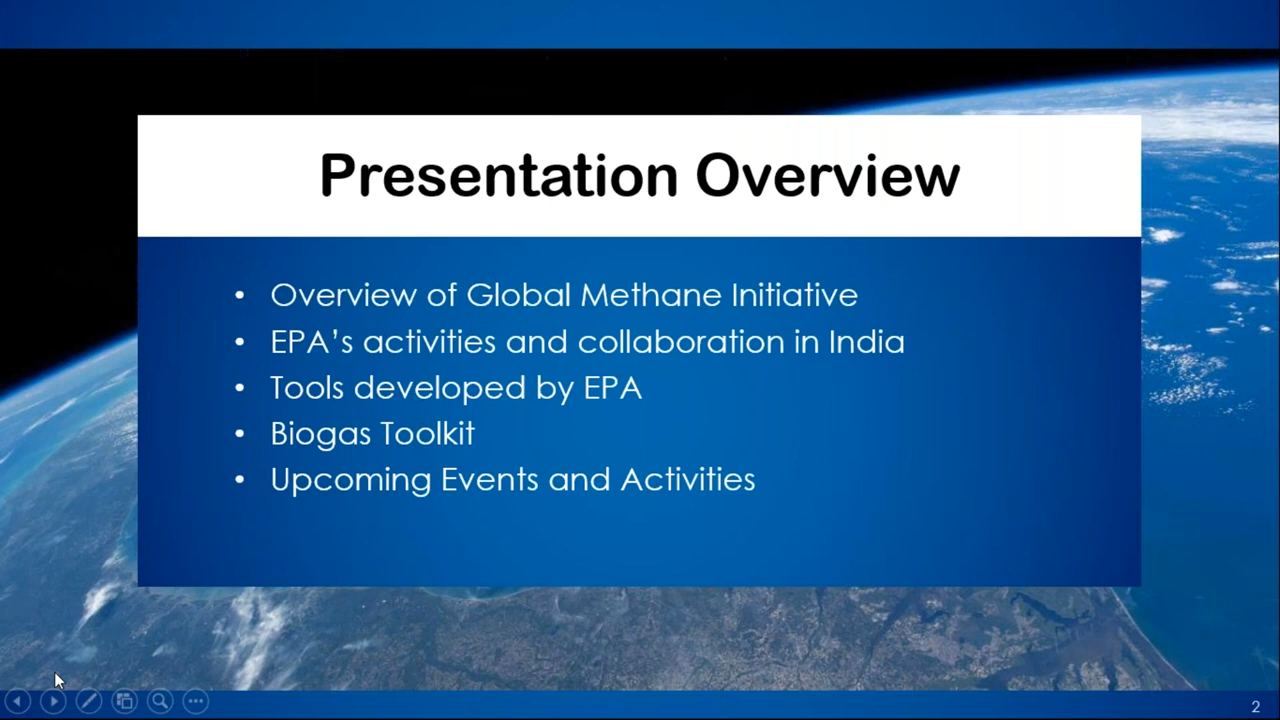 Presentation Overview
• Overview of Global Methane Initiative
• EPA's activities and collaboration in India
• Tools developed by EPA
• Biogas Toolkit
• Upcoming Events and Activities
2